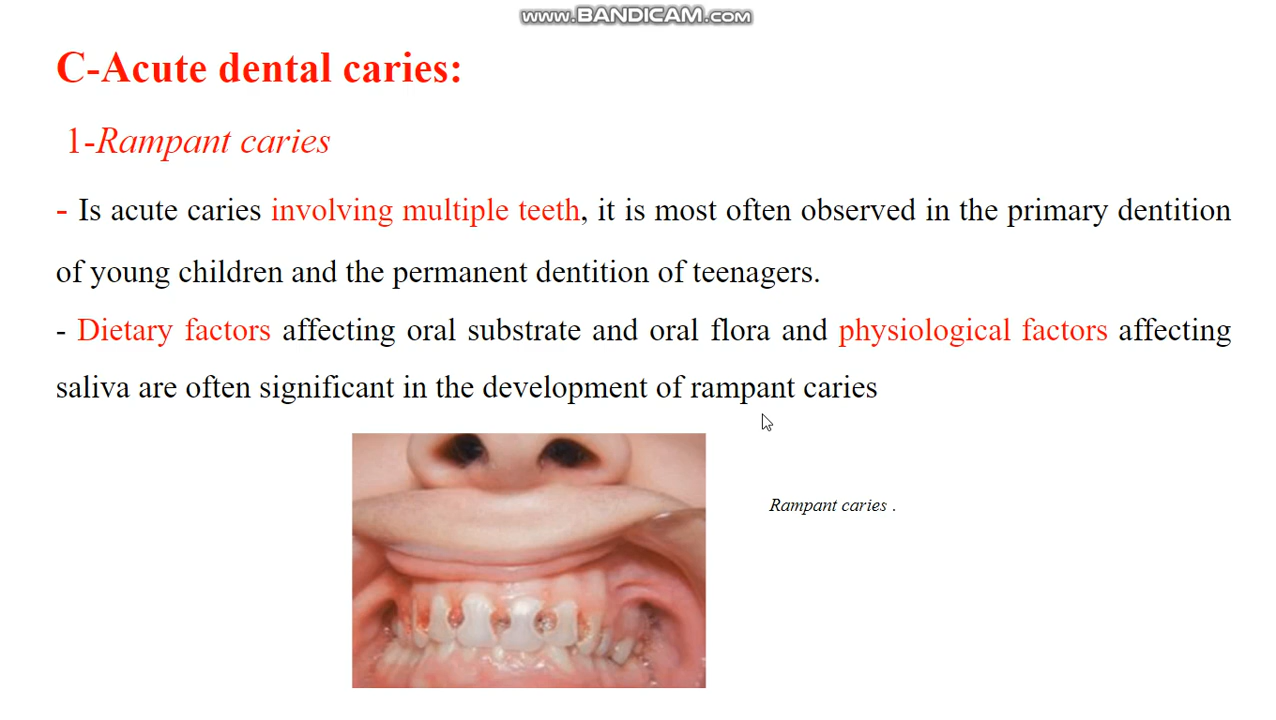 www.BANDICAM.com
C-Acute dental caries:
1-Rampant caries
- Is acute caries involving multiple teeth, it is most often observed in the primary dentition
of young children and the permanent dentition of teenagers.
- Dietary factors affecting oral substrate and oral flora and physiological factors affecting
saliva are often significant in the development of rampant caries
Rampant caries .